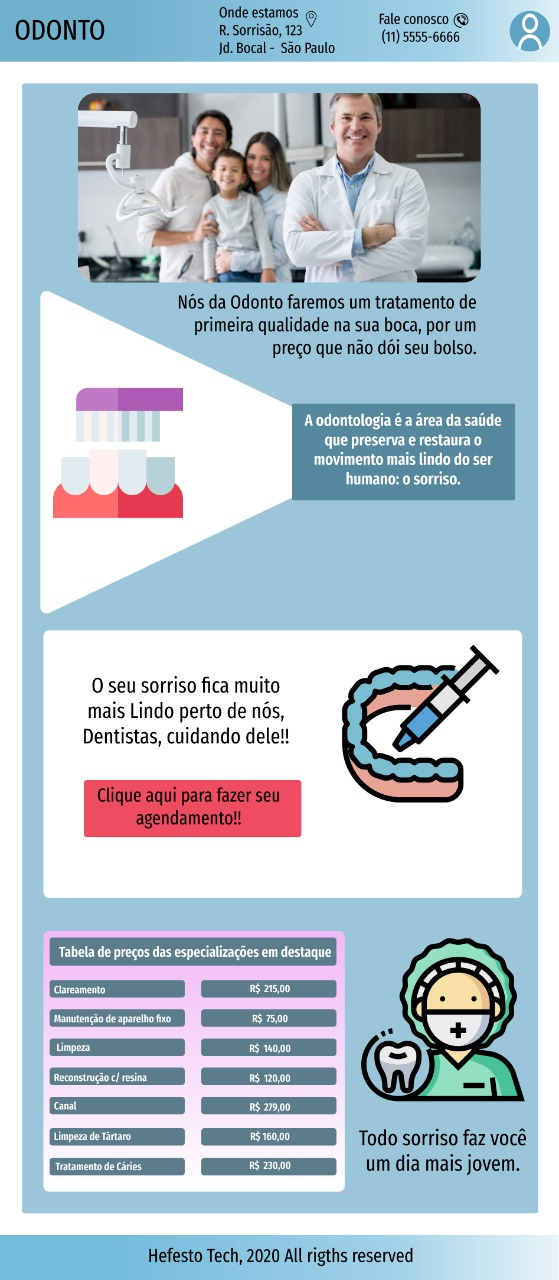 ODONTO
Onde estamos
R. Sorrisão, 123
Jd. Bocal - São Paulo
Fale conosco
(11) 5555-6666
Nós da Odonto faremos um tratamento de
primeira qualidade na sua boca, por um
preço que não dói seu bolso.
A odontologia é a área da saúde
que preserva e restaura o
movimento mais lindo do ser
humano: o sorriso.
O seu sorriso fica muito
mais Lindo perto de nós,
Dentistas, cuidando dele!!
Clique aqui para fazer seu
agendamento!!
Tabela de preços das especializações em destaque
Clareamento R$ 215,00
Manutenção de aparelho fixo R$ 75,00
Limpeza R$ 140,00
Reconstrução c/ resina R$ 120,00
Canal R$ 279,00
Limpeza de Tártaro R$ 160,00
Tratamento de Cáries R$ 230,00
Todo sorriso faz você
um dia mais jovem.
Hefesto Tech, 2020 All rigths reserved